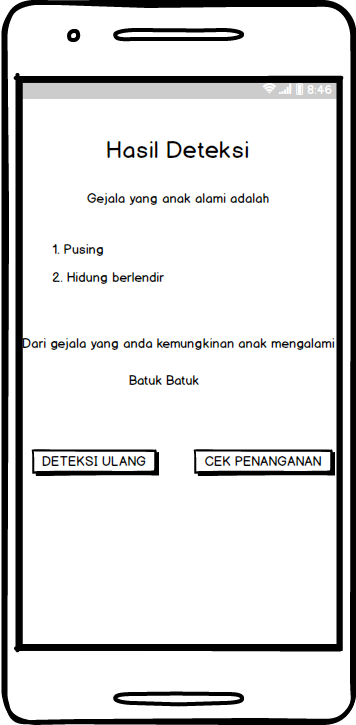 8:46
Hasil Deteksi
Gejala yang anak alami adalah
1. Pusing
2. Hidung berlendir
Dari gejala yang anda kemungkinan anak mengalami
Batuk Batuk
DETEKSI ULANG
CEK PENANGANAN